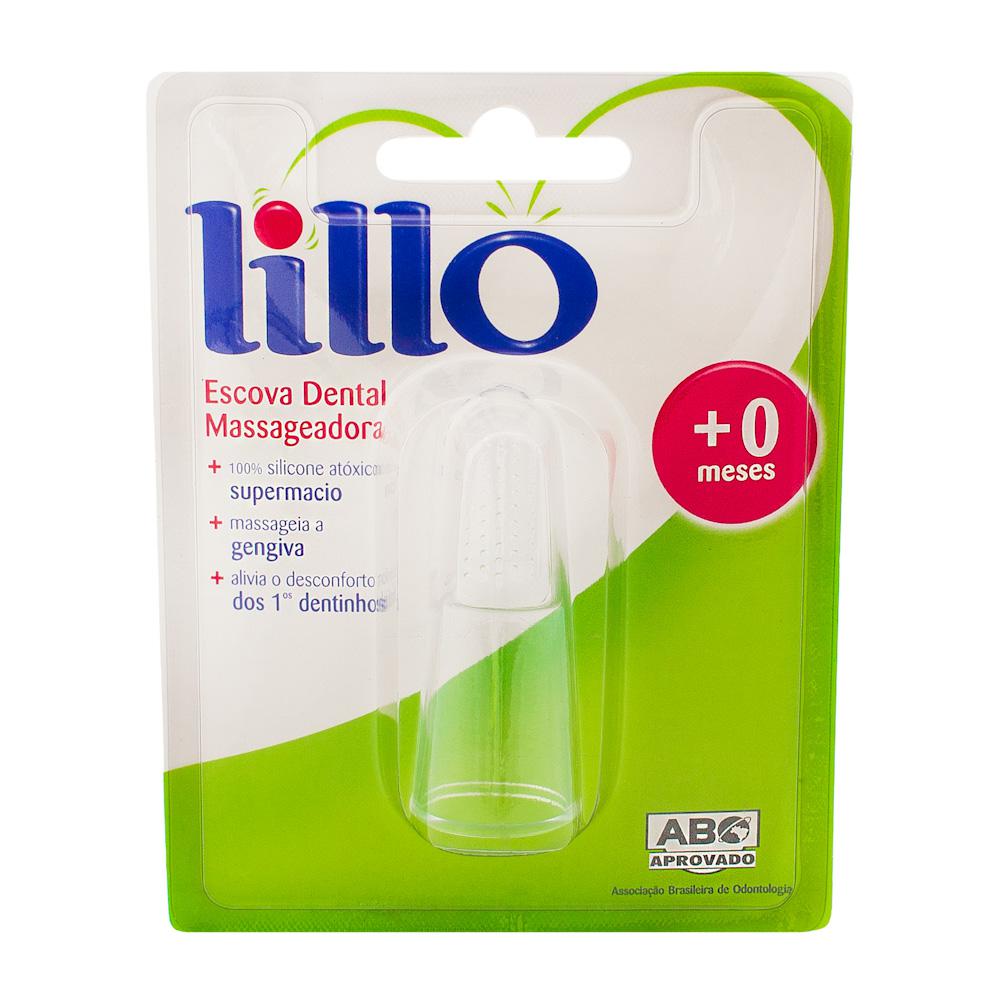 lillo
Escova Dental
Massageadora
+ 100% silicone atóxico
supermacio
+ massageia a
gengiva
+ alivia o desconforto
dos 1ºs dentinhos
+0
meses
ABO
APROVADO
Associação Brasileira de Odontologia